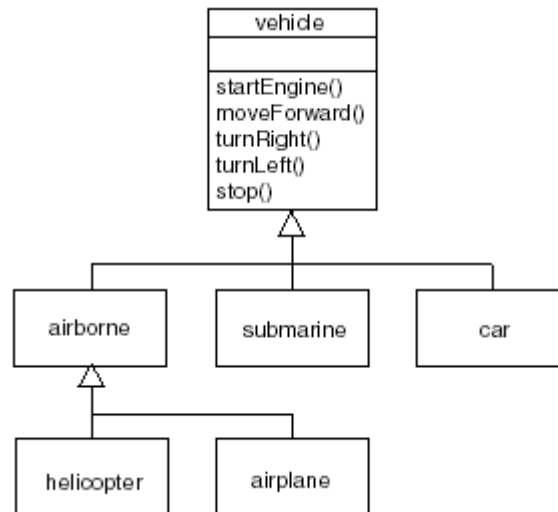 vehicle
startEngine()
moveForward()
turnRight()
turnLeft()
stop()
airborne
submarine
car
helicopter
airplane